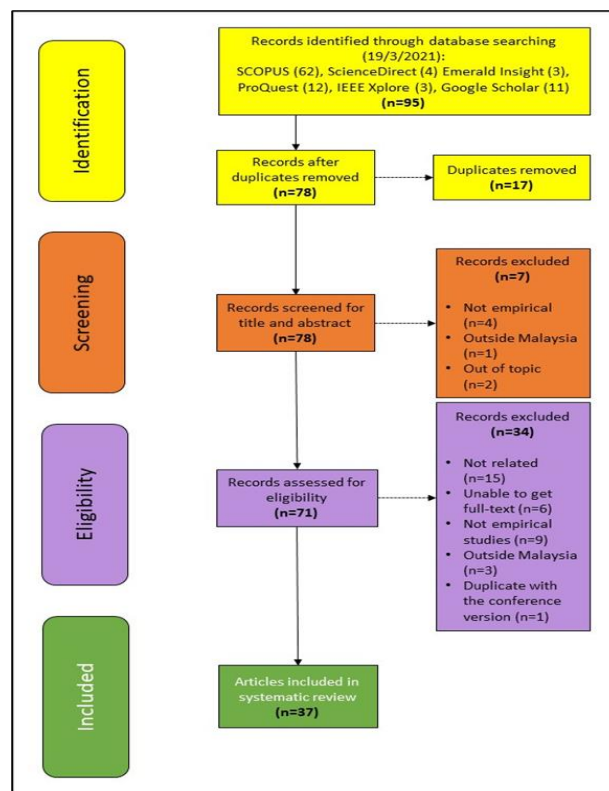 Identification
Records identified through database searching
(19/3/2021):
SCOPUS (62), ScienceDirect (4) Emerald Insight (3),
ProQuest (12), IEEE Xplore (3), Google Scholar (11)
(n=95)
Records after
duplicates removed
(n=78)
Duplicates removed
(n=17)
Screening
Records screened for
title and abstract
(n=78)
Records excluded
(n=7)
• Not empirical
(n=4)
• Outside Malaysia
(n=1)
• Out of topic
(n=2)
Eligibility
Records assessed for
eligibility
(n=71)
Records excluded
(n=34)
• Not related
(n=15)
• Unable to get
full-text (n=6)
• Not empirical
studies (n=9)
• Outside Malaysia
(n=3)
• Duplicate with
the conference
version (n=1)
Included
Articles included in
systematic review
(n=37)